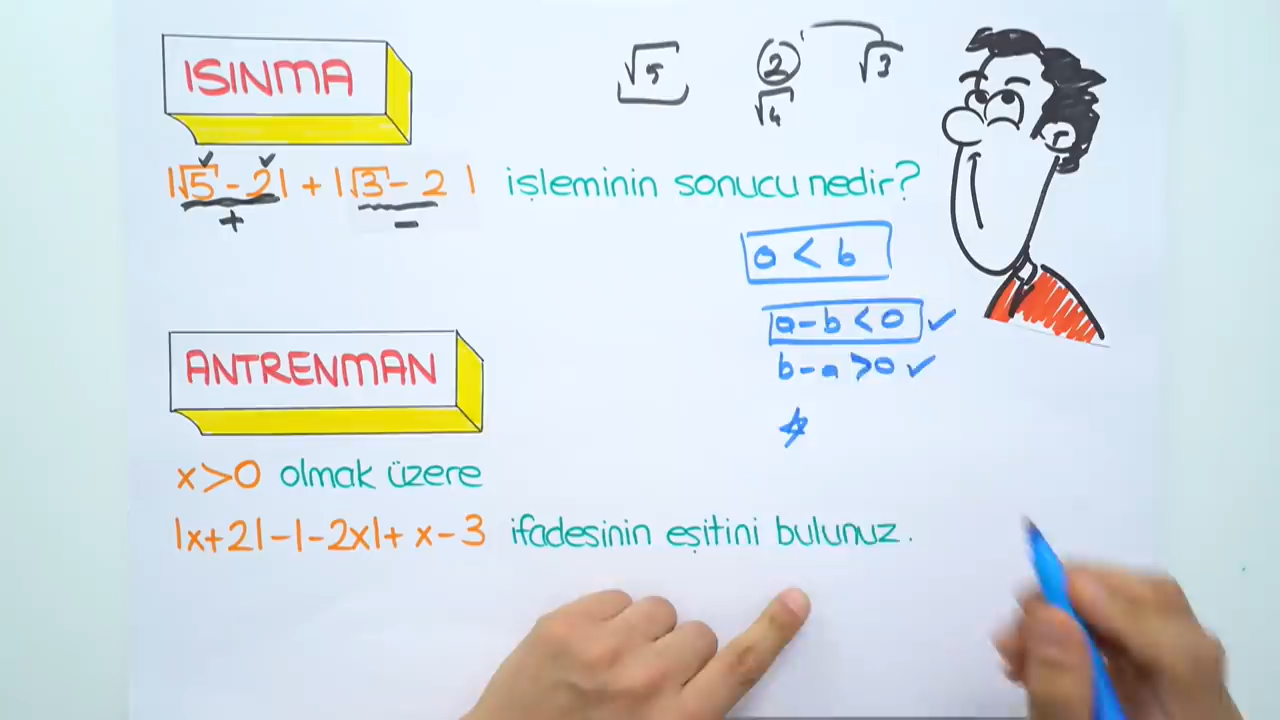 ISINMA
√5 2 √3
√4
|√5 - 2| + |√3 - 2| işleminin sonucu nedir?
+ -
a < b
a-b < 0 ✓
b-a > 0 ✓
ANTRENMAN
x>0 olmak üzere
|x+2|-|-2x|+ x-3 ifadesinin eşitini bulunuz.